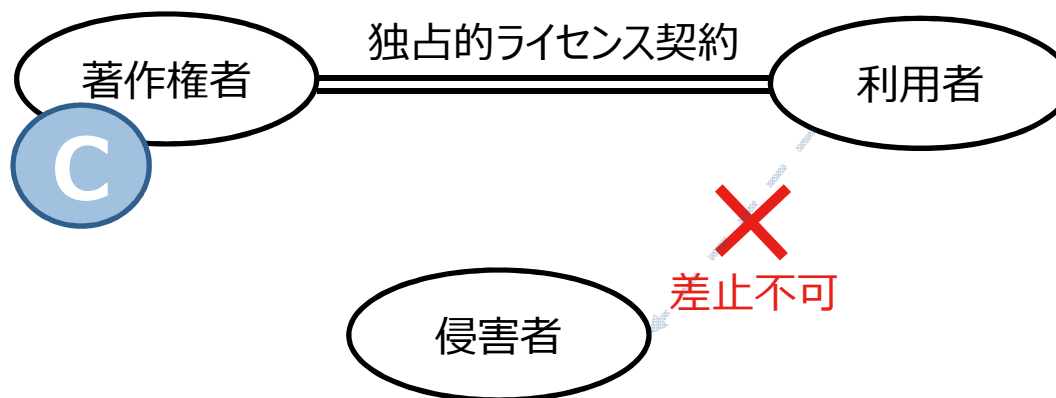 独占的ライセンス契約
著作権者
利用者
C
差止不可
侵害者